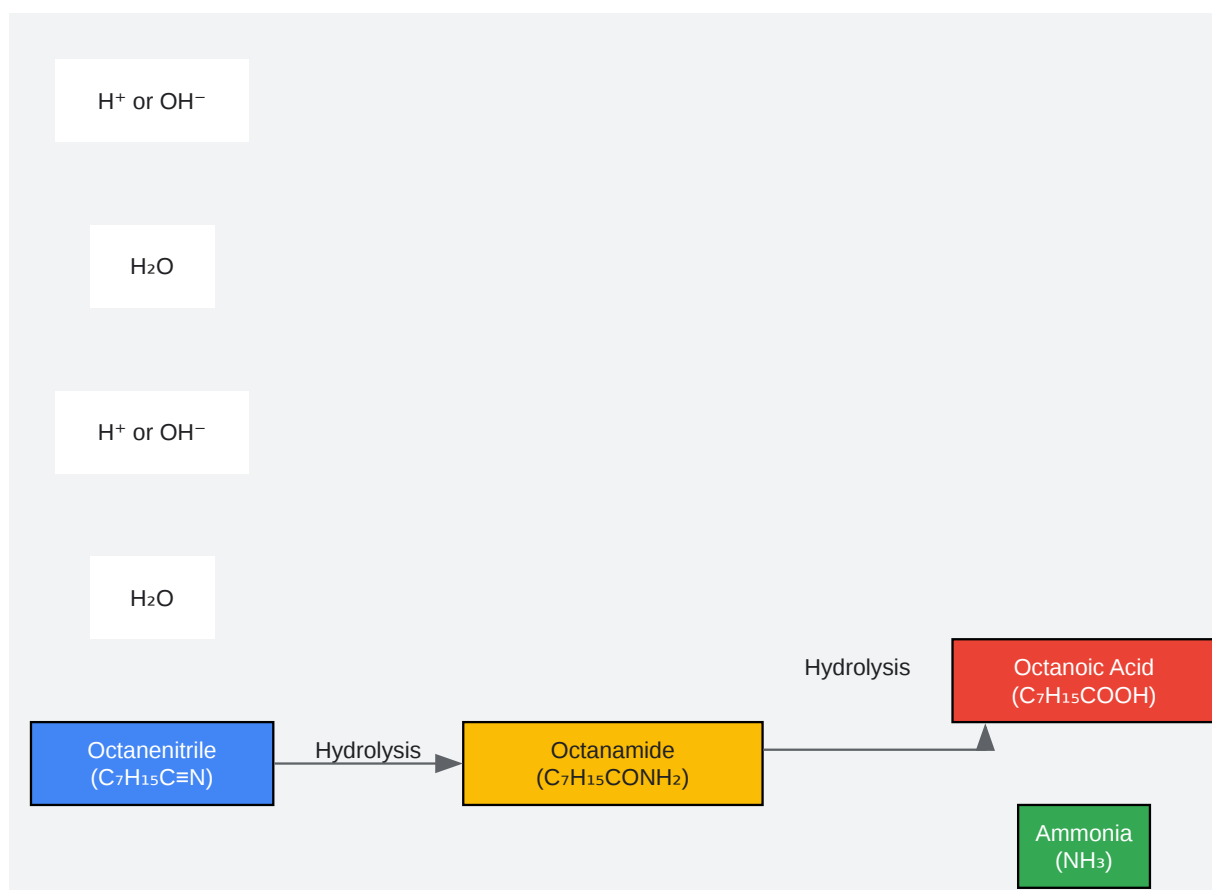 H⁺ or OH⁻
H₂O
H⁺ or OH⁻
H₂O
Hydrolysis
Octanoic Acid
(C₇H₁₅COOH)
Octanenitrile
(C₇H₁₅C≡N)
Hydrolysis
Octanamide
(C₇H₁₅CONH₂)
Ammonia
(NH₃)